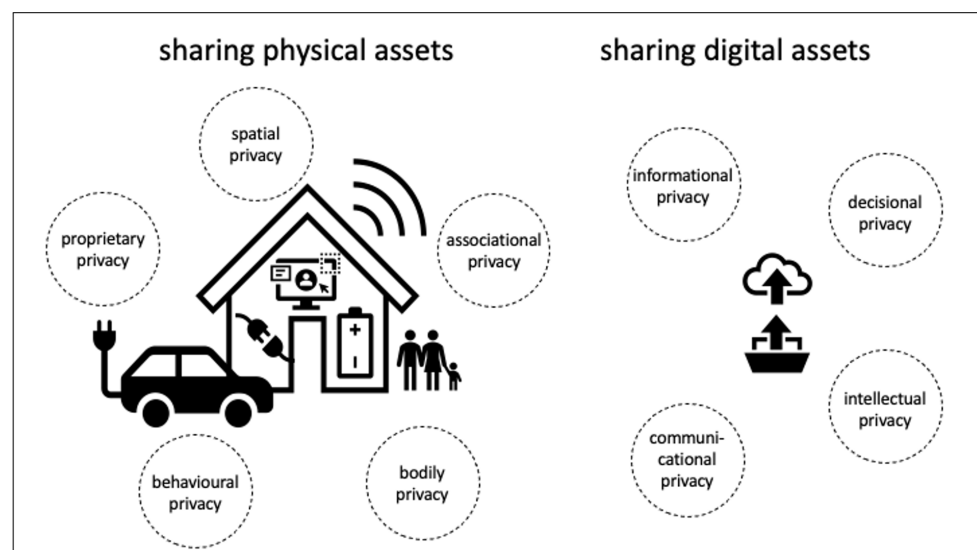 sharing physical assets
sharing digital assets
spatial
privacy
proprietary
privacy
associational
privacy
behavioural
privacy
bodily
privacy
informational
privacy
decisional
privacy
intellectual
privacy
communi-
cational
privacy